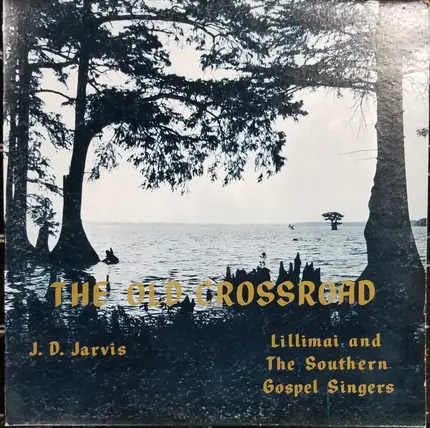 THE OLD CROSSROAD
J. D. Jarvis
Lillimai and
The Southern
Gospel Singers